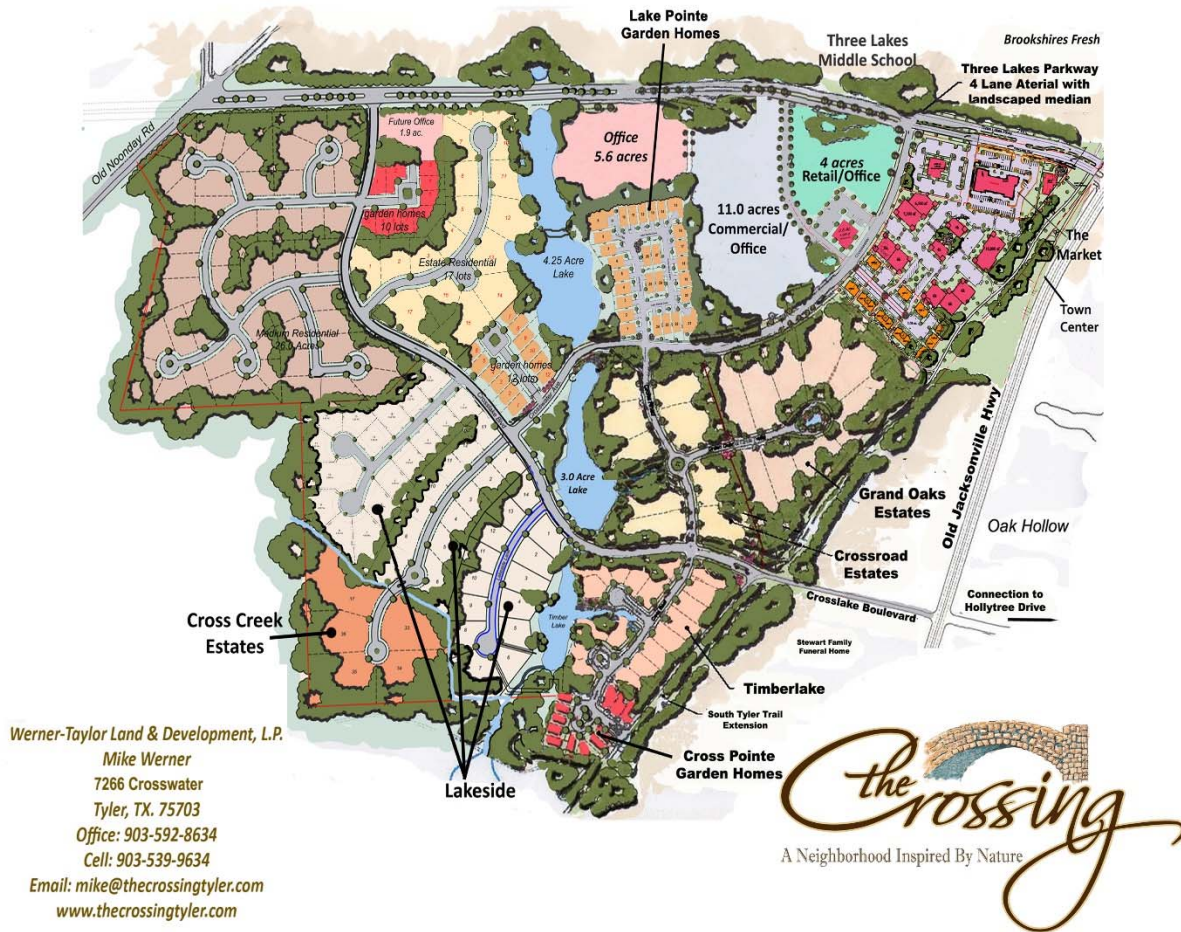 Lake Pointe
Garden Homes
Three Lakes
Middle School
Brookshires Fresh
Three Lakes Parkway
4 Lane Aterial with
landscaped median
Old Noonday Rd
Future Office
1.9 ac.
Office
5.6 acres
4 acres
Retail/Office
garden homes
10 lots
11.0 acres
Commercial/
Office
The
Market
Estate Residential
17 lots
4.25 Acre
Lake
Town
Center
Medium Residential
26.0 Acres
garden homes
12 lots
3.0 Acre
Lake
Grand Oaks
Estates
Old Jacksonville Hwy
Oak Hollow
Crossroad
Estates
Crosslake Boulevard
Connection to
Hollytree Drive
Cross Creek
Estates
Timber
Lake
Stewart Family
Funeral Home
Timberlake
South Tyler Trail
Extension
Cross Pointe
Garden Homes
Lakeside
Werner-Taylor Land & Development, L.P.
Mike Werner
7266 Crosswater
Tyler, TX. 75703
Office: 903-592-8634
Cell: 903-539-9634
Email: mike@thecrossingtyler.com
www.thecrossingtyler.com
the
Crossing
A Neighborhood Inspired By Nature